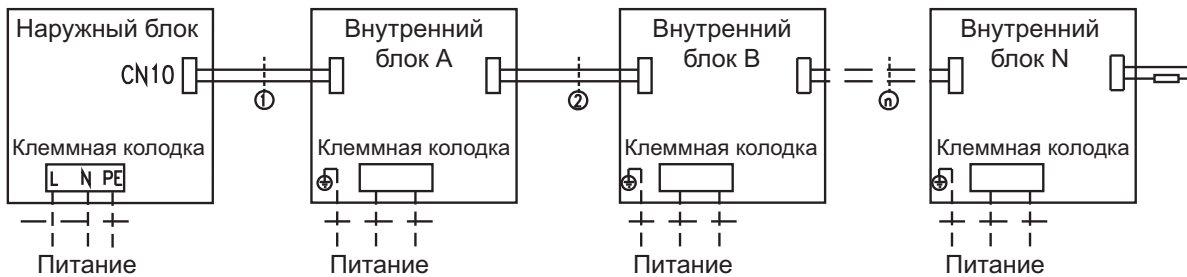 Наружный блок
CN10
Клеммная колодка
L N PE
Питание
1
Внутренний
блок А
Клеммная колодка
Питание
2
Внутренний
блок В
Клеммная колодка
Питание
n
Внутренний
блок N
Клеммная колодка
Питание